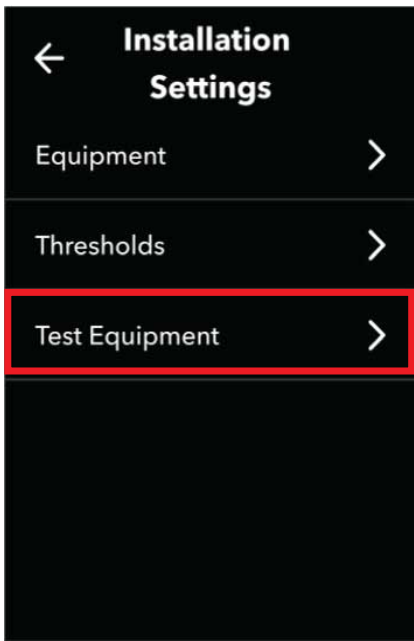 Installation
Settings
Equipment
Thresholds
Test Equipment